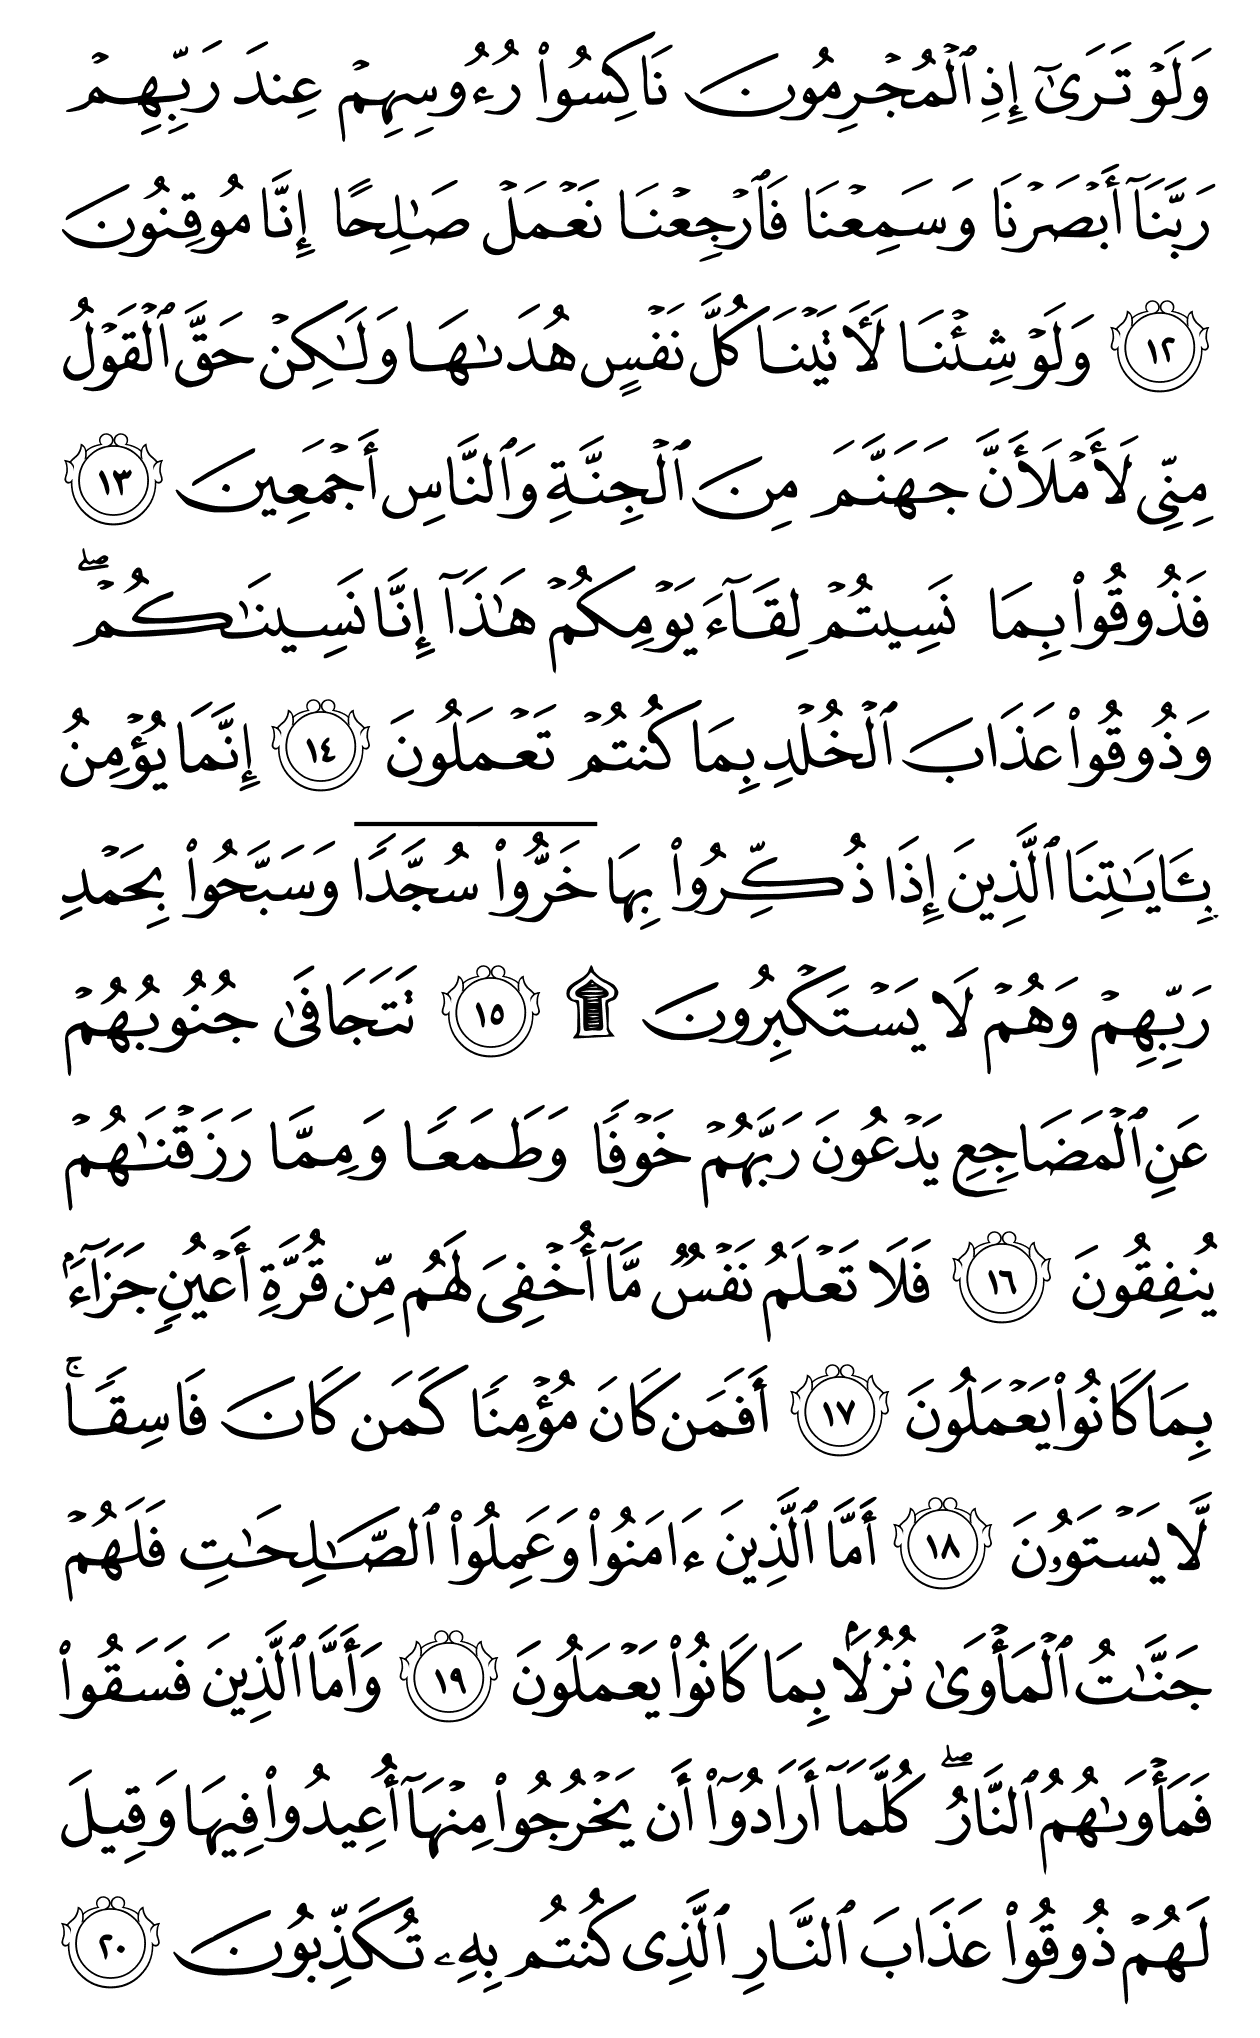 وَلَوۡ تَرَىٰٓ إِذِ ٱلۡمُجۡرِمُونَ نَاكِسُواْ رُءُوسِهِمۡ عِندَ رَبِّهِمۡ
رَبَّنَآ أَبۡصَرۡنَا وَسَمِعۡنَا فَٱرۡجِعۡنَا نَعۡمَلۡ صَٰلِحًا إِنَّا مُوقِنُونَ
١٢ وَلَوۡ شِئۡنَا لَأٓتَيۡنَا كُلَّ نَفۡسٍ هُدَىٰهَا وَلَٰكِنۡ حَقَّ ٱلۡقَوۡلُ
مِنِّي لَأَمۡلَأَنَّ جَهَنَّمَ مِنَ ٱلۡجِنَّةِ وَٱلنَّاسِ أَجۡمَعِينَ ١٣
فَذُوقُواْ بِمَا نَسِيتُمۡ لِقَآءَ يَوۡمِكُمۡ هَٰذَآ إِنَّا نَسِينَٰكُمۡۖ
وَذُوقُواْ عَذَابَ ٱلۡخُلۡدِ بِمَا كُنتُمۡ تَعۡمَلُونَ ١٤ إِنَّمَا يُؤۡمِنُ
بِـَٔايَٰتِنَا ٱلَّذِينَ إِذَا ذُكِّرُواْ بِهَا خَرُّواْۤ سُجَّدٗاۤ وَسَبَّحُواْ بِحَمۡدِ
رَبِّهِمۡ وَهُمۡ لَا يَسۡتَكۡبِرُونَ ۩ ١٥ تَتَجَافَىٰ جُنُوبُهُمۡ
عَنِ ٱلۡمَضَاجِعِ يَدۡعُونَ رَبَّهُمۡ خَوۡفٗا وَطَمَعٗا وَمِمَّا رَزَقۡنَٰهُمۡ
يُنفِقُونَ ١٦ فَلَا تَعۡلَمُ نَفۡسٞ مَّآ أُخۡفِيَ لَهُم مِّن قُرَّةِ أَعۡيُنٖ جَزَآءَۢ
بِمَا كَانُواْ يَعۡمَلُونَ ١٧ أَفَمَن كَانَ مُؤۡمِنٗا كَمَن كَانَ فَاسِقٗاۚ
لَّا يَسۡتَوُۥنَ ١٨ أَمَّا ٱلَّذِينَ ءَامَنُواْ وَعَمِلُواْ ٱلصَّٰلِحَٰتِ فَلَهُمۡ
جَنَّٰتُ ٱلۡمَأۡوَىٰ نُزُلَۢا بِمَا كَانُواْ يَعۡمَلُونَ ١٩ وَأَمَّا ٱلَّذِينَ فَسَقُواْ
فَمَأۡوَىٰهُمُ ٱلنَّارُۖ كُلَّمَآ أَرَادُوٓاْ أَن يَخۡرُجُواْ مِنۡهَآ أُعِيدُواْ فِيهَا وَقِيلَ
لَهُمۡ ذُوقُواْ عَذَابَ ٱلنَّارِ ٱلَّذِي كُنتُم بِهِۦ تُكَذِّبُونَ ٢٠